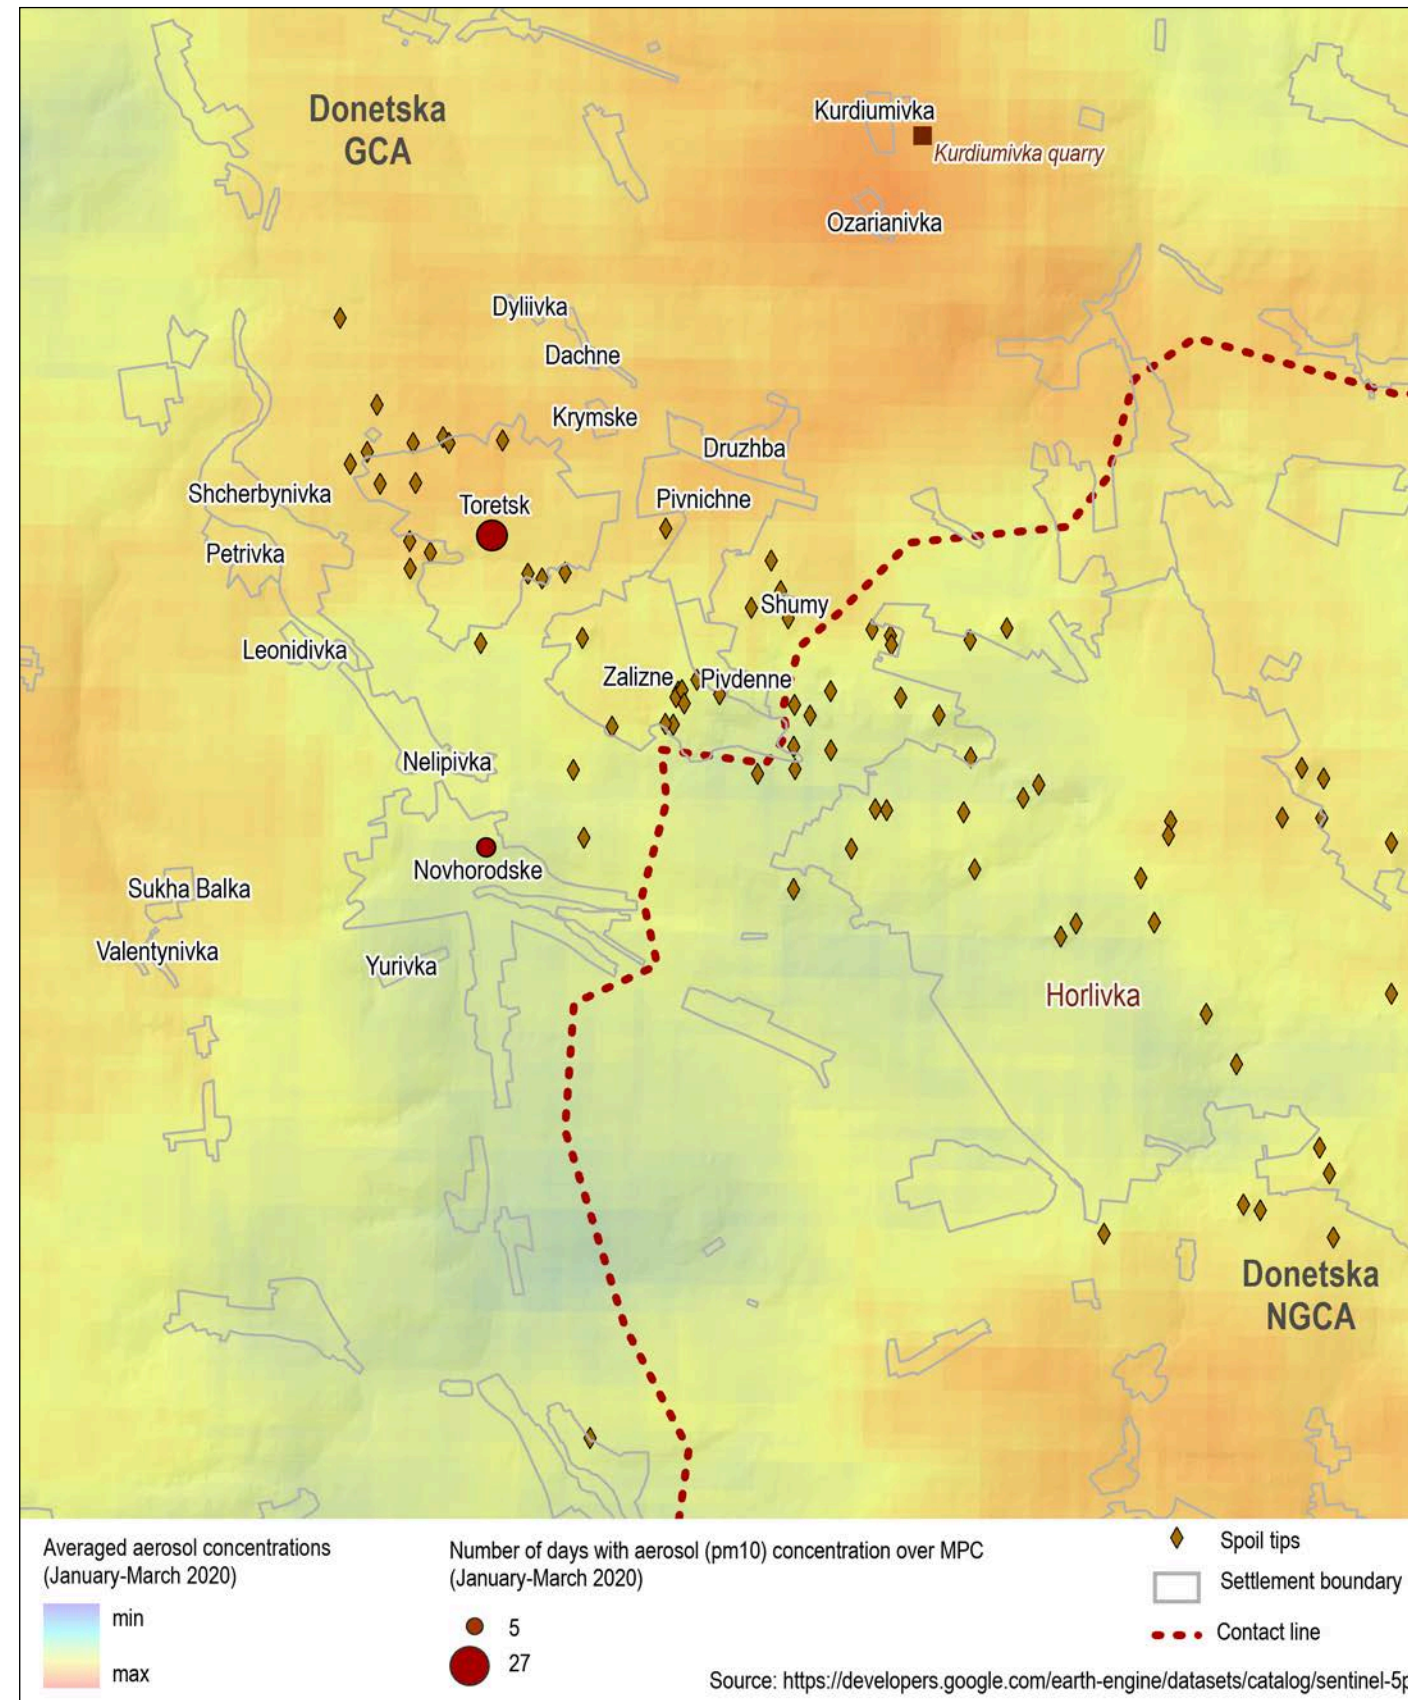 Donetska
GCA
Kurdiumivka
Kurdiumivka quarry
Ozarianivka
Dyliivka
Dachne
Krymske
Druzhba
Shcherbynivka
Toretsk
Pivnichne
Petrivka
Shumy
Leonidivka
Zalizne
Pivdenne
Nelipivka
Novhorodske
Sukha Balka
Valentynivka
Yurivka
Horlivka
Donetska
NGCA
Averaged aerosol concentrations
(January-March 2020)
min
max
Number of days with aerosol (pm10) concentration over MPC
(January-March 2020)
5
27
Spoil tips
Settlement boundary
Contact line
Source: https://developers.google.com/earth-engine/datasets/catalog/sentinel-5p